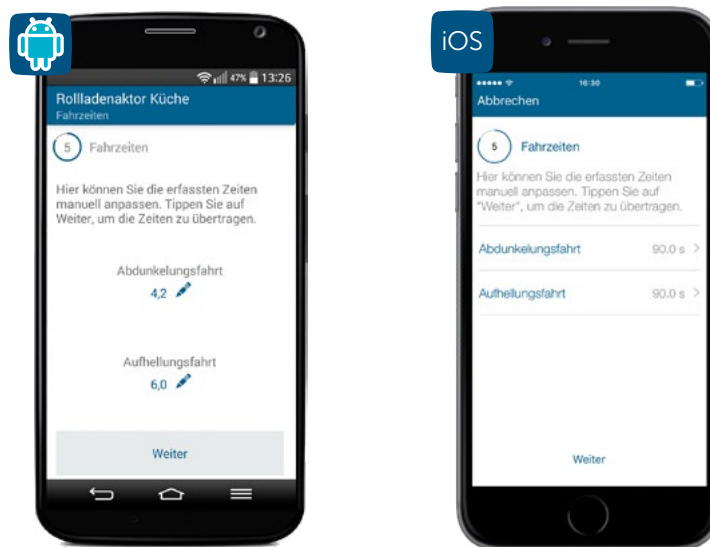 47% 13:26
Rollladenaktor Küche
Fahrzeiten
5 Fahrzeiten
Hier können Sie die erfassten Zeiten
manuell anpassen. Tippen Sie auf
Weiter, um die Zeiten zu übertragen.
Abdunkelungsfahrt
4,2
Aufhellungsfahrt
6,0
Weiter
iOS
16:30
Abbrechen
5 Fahrzeiten
Hier können Sie die erfassten Zeiten
manuell anpassen. Tippen Sie auf
"Weiter", um die Zeiten zu übertragen.
Abdunkelungsfahrt 90.0 s
Aufhellungsfahrt 90.0 s
Weiter